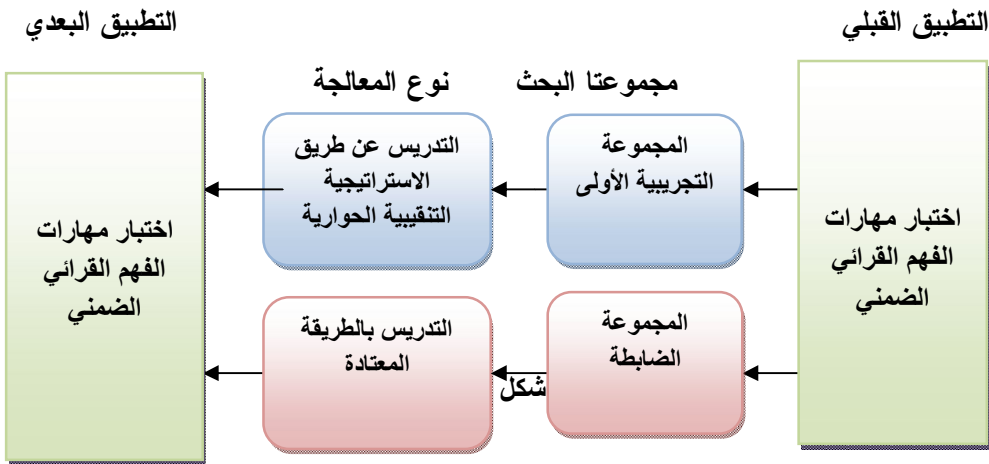 التطبيق القبلي
التطبيق البعدي
مجموعتا البحث
نوع المعالجة
اختبار مهارات
الفهم القرائي
الضمني
المجموعة
التجريبية الأولى
التدريس عن طريق
الاستراتيجية
التنقيبية الحوارية
المجموعة
الضابطة
التدريس بالطريقة
المعتادة
شكل
اختبار مهارات
الفهم القرائي
الضمني